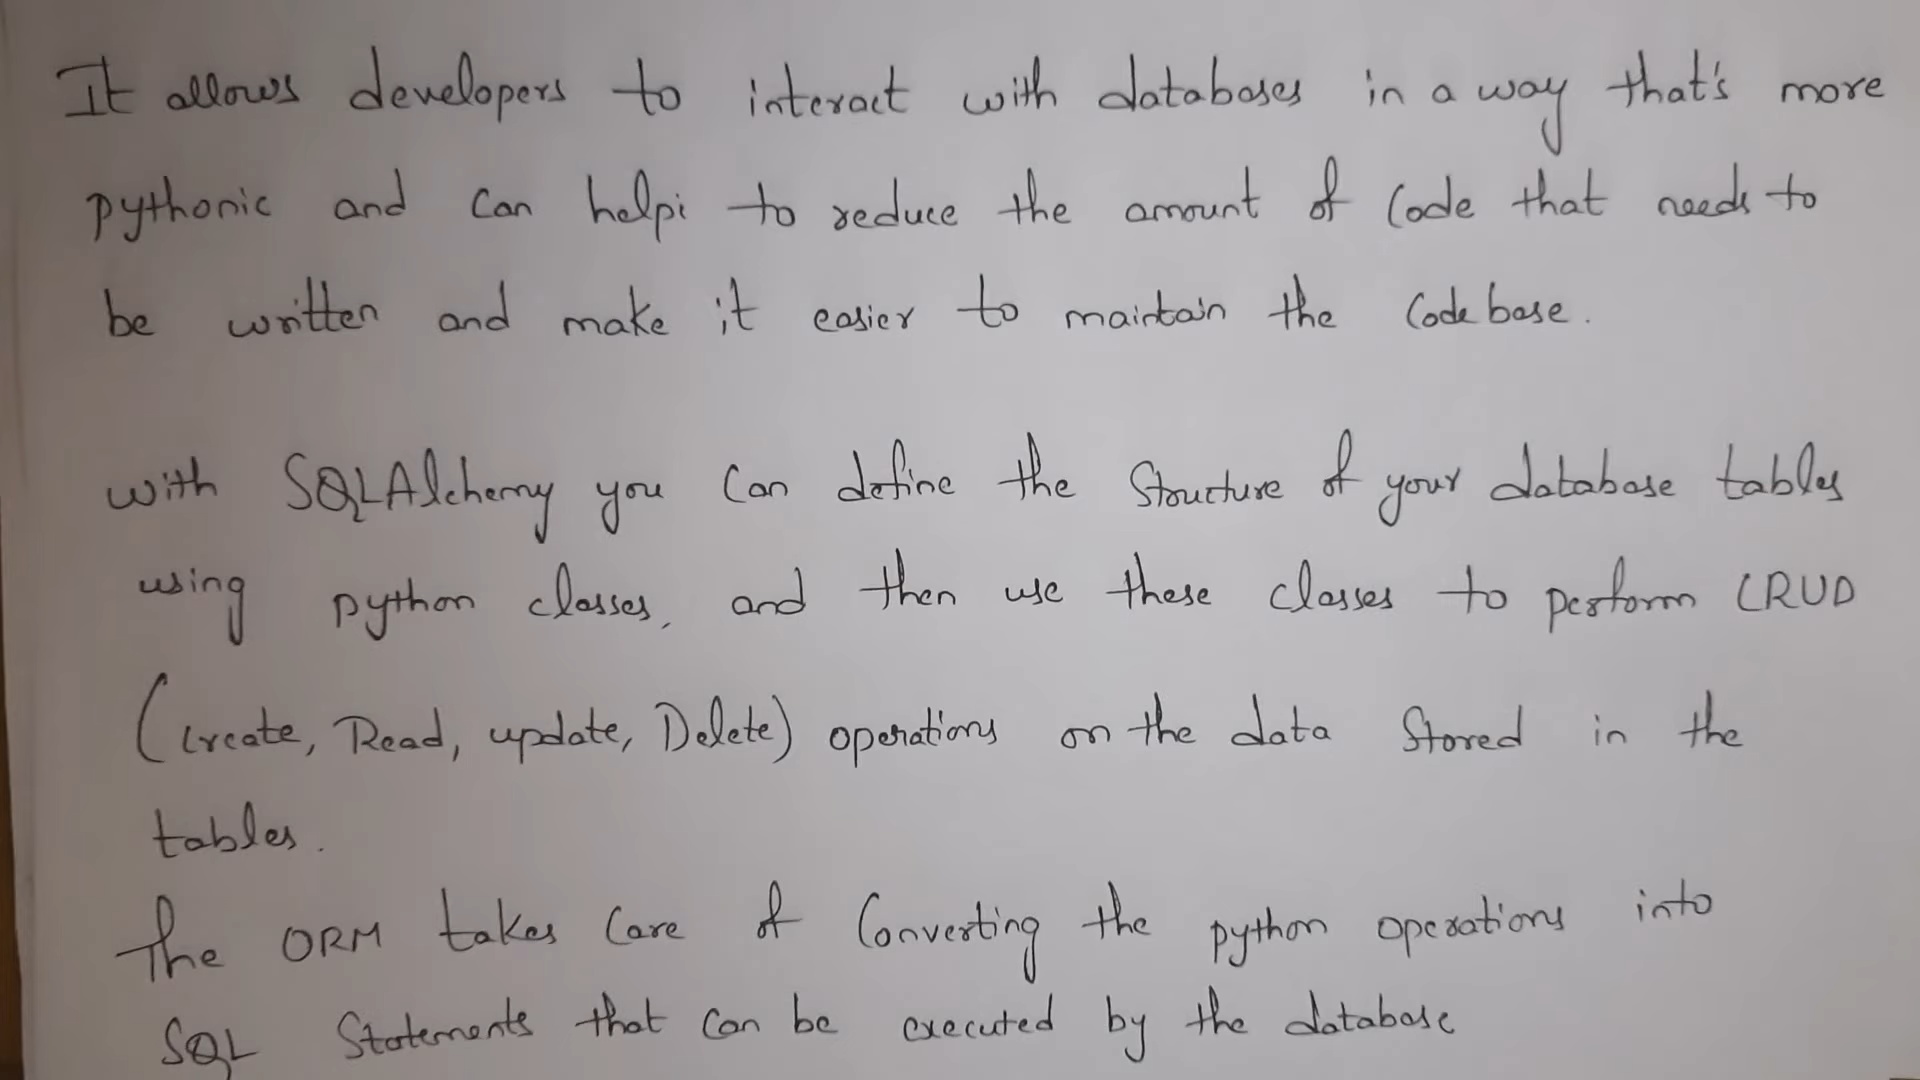 It allows developers to interact with databases in a way that's more
pythonic and can helpi to reduce the amount of code that needs to
be written and make it easier to maintain the codebase.
with SQLAlchemy you can define the structure of your database tables
using python classes, and then use these classes to perform CRUD
(create, Read, update, Delete) operations on the data stored in the
tables.
The ORM takes care of converting the python operations into
SQL statements that can be executed by the database